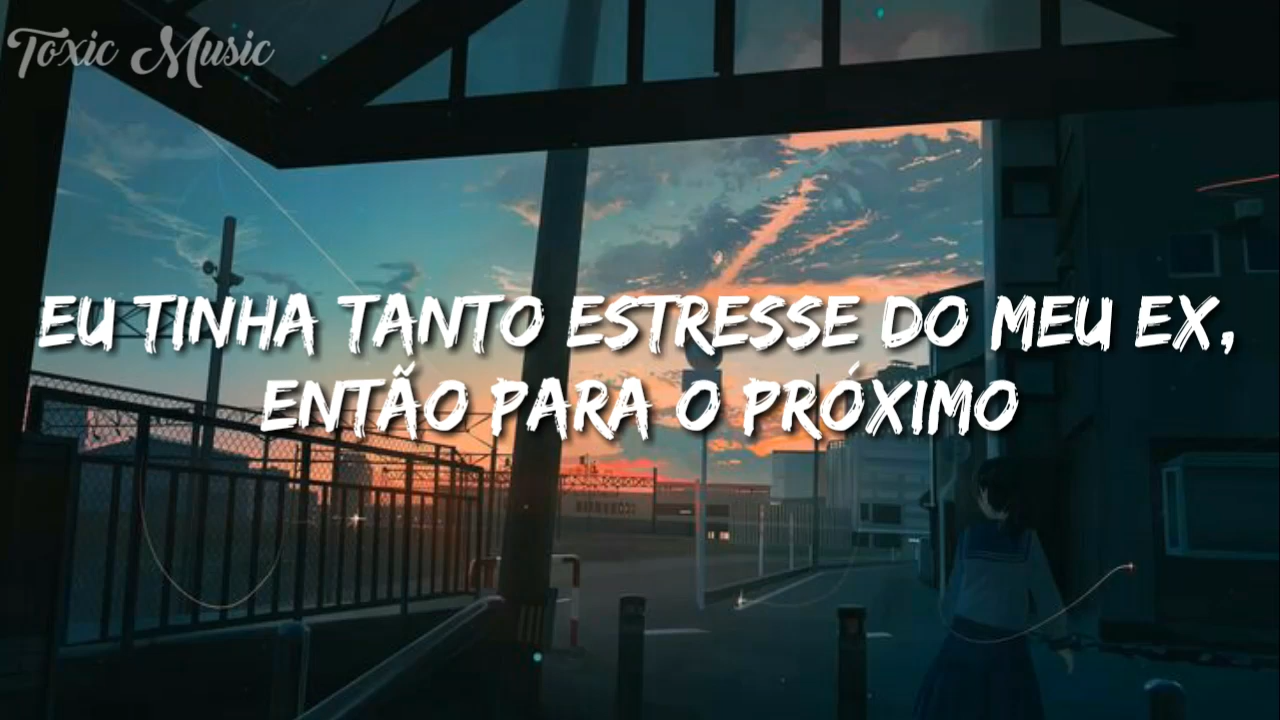 Toxic Music
EU TINHA TANTO ESTRESSE DO MEU EX,
ENTÃO PARA O PRÓXIMO